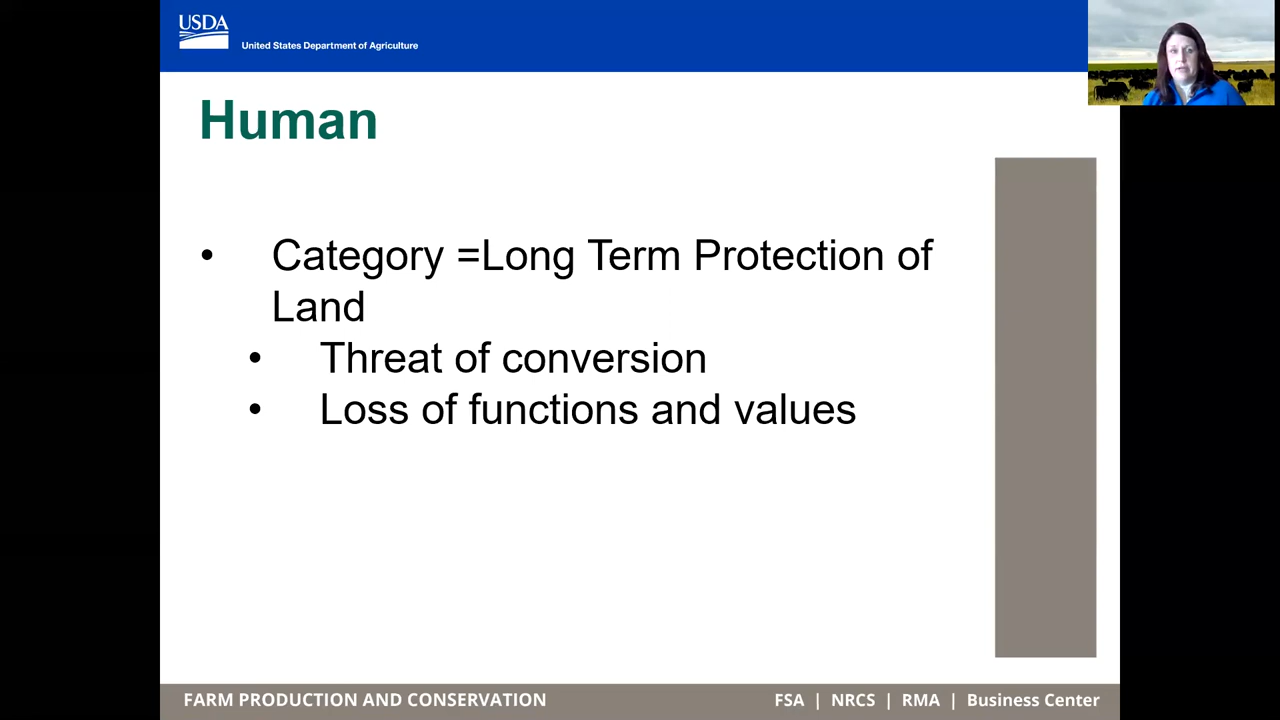 USDA
United States Department of Agriculture
Human
• Category =Long Term Protection of
Land
• Threat of conversion
• Loss of functions and values
FARM PRODUCTION AND CONSERVATION
FSA | NRCS | RMA | Business Center